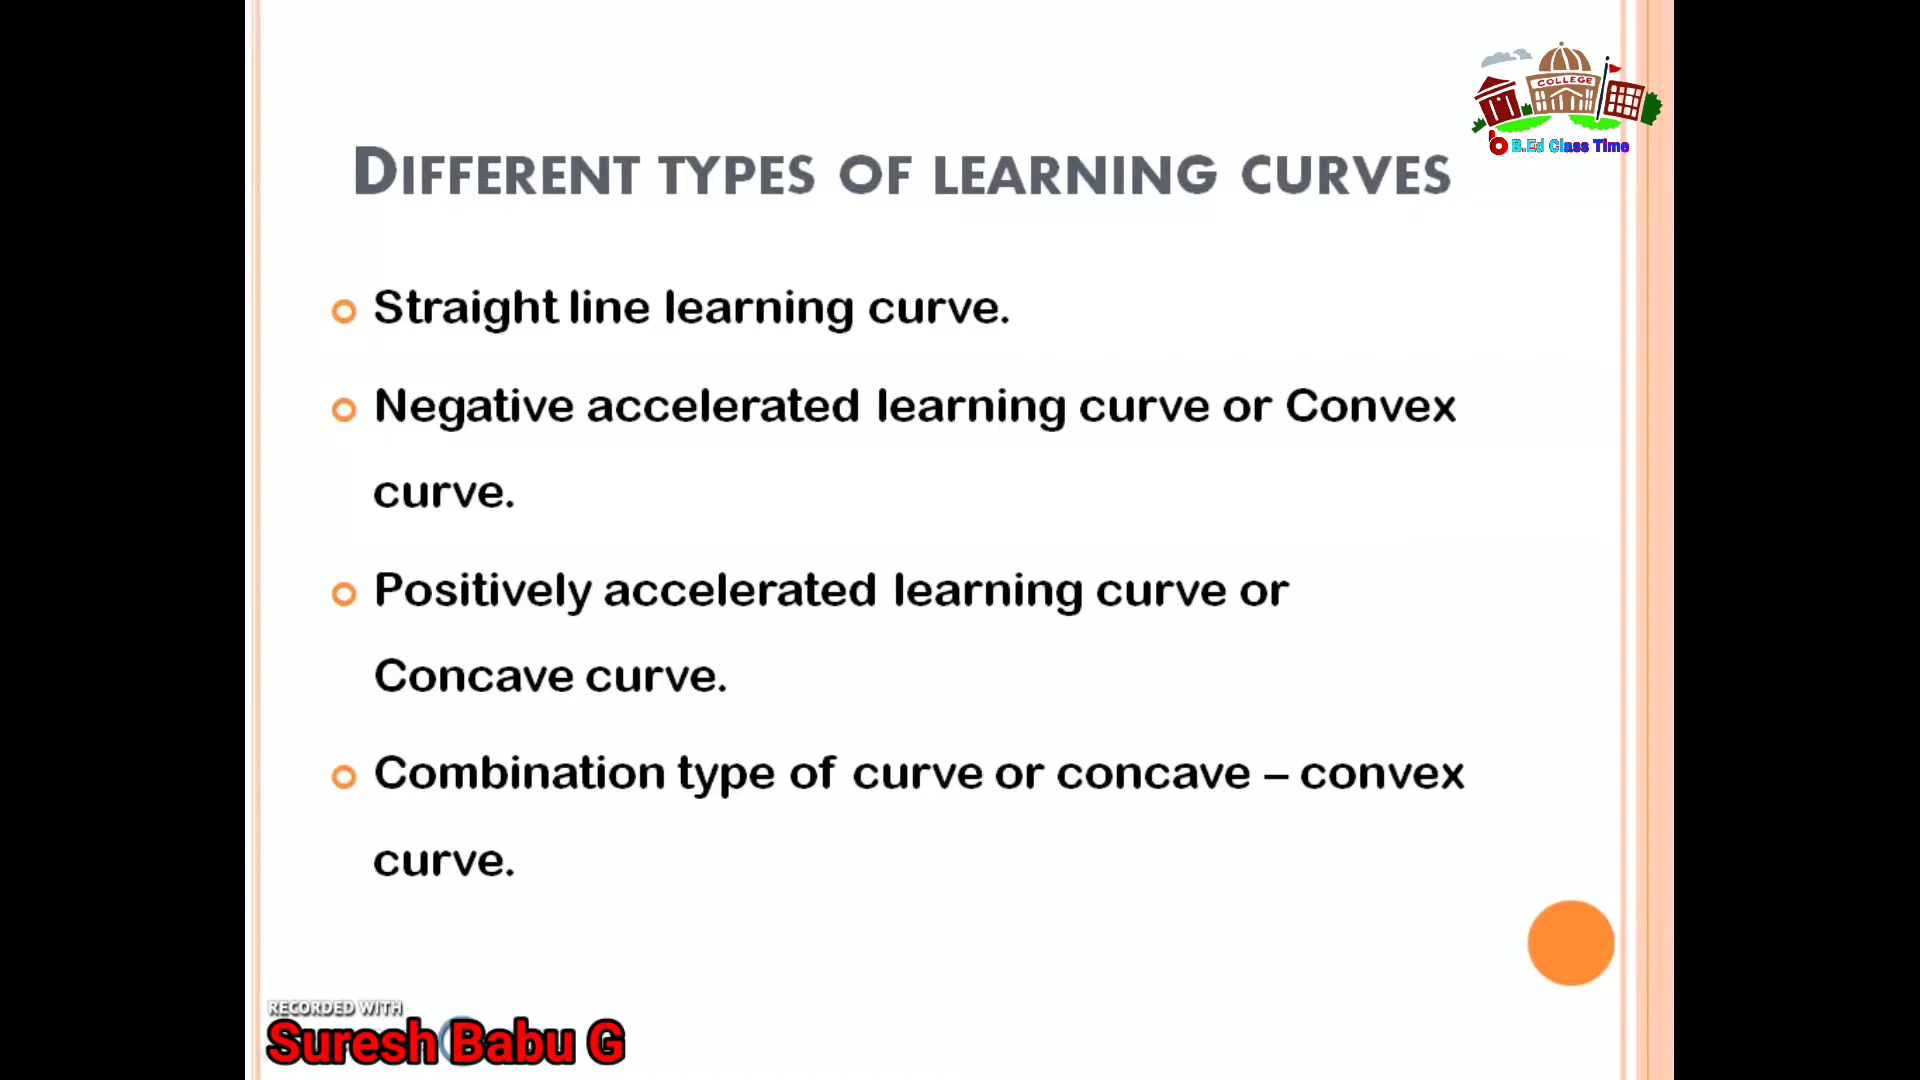 COLLEGE
B.Ed Class Time
DIFFERENT TYPES OF LEARNING CURVES
Straight line learning curve.
Negative accelerated learning curve or Convex
curve.
Positively accelerated learning curve or
Concave curve.
Combination type of curve or concave – convex
curve.
RECORDED WITH
Suresh Babu G